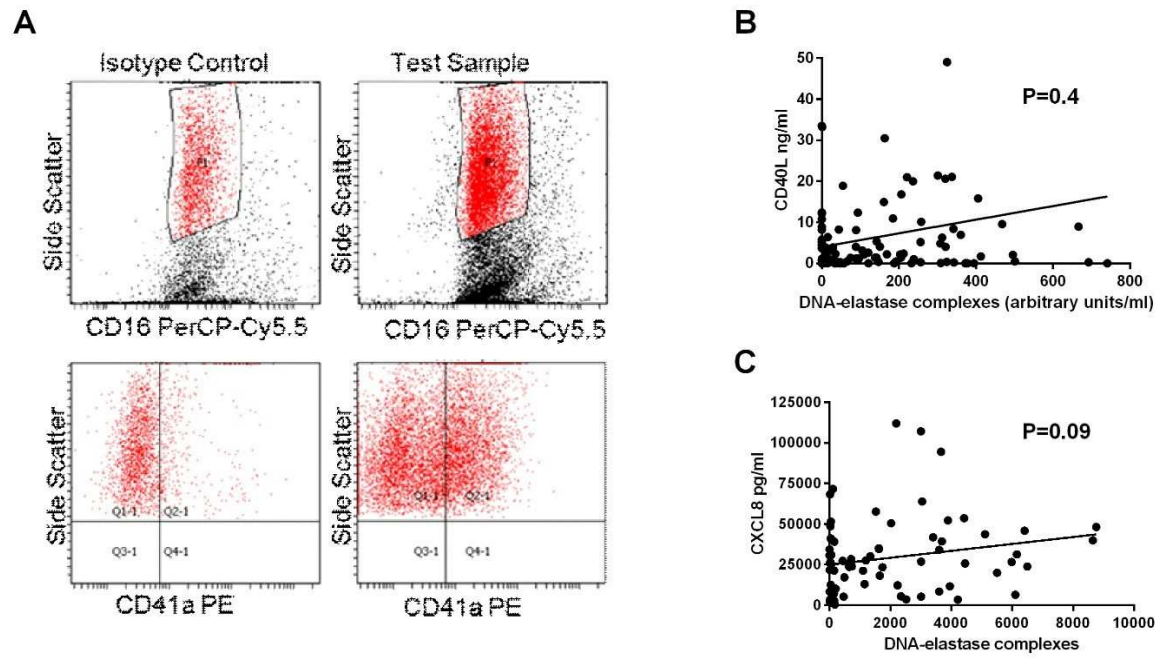 A
Isotype Control
Test Sample
Side Scatter
P1
CD16 PerCP-Cy5.5
Side Scatter
CD16 PerCP-Cy5.5
Side Scatter
Q1-1
Q2-1
Q3-1
Q4-1
CD41a PE
Side Scatter
Q1-1
Q2-1
Q3-1
Q4-1
CD41a PE
B
CD40L ng/ml
50
40
30
20
10
0
P=0.4
0 200 400 600 800
DNA-elastase complexes (arbitrary units/ml)
C
CXCL8 pg/ml
125000
100000
75000
50000
25000
0
P=0.09
0 2000 4000 6000 8000 10000
DNA-elastase complexes